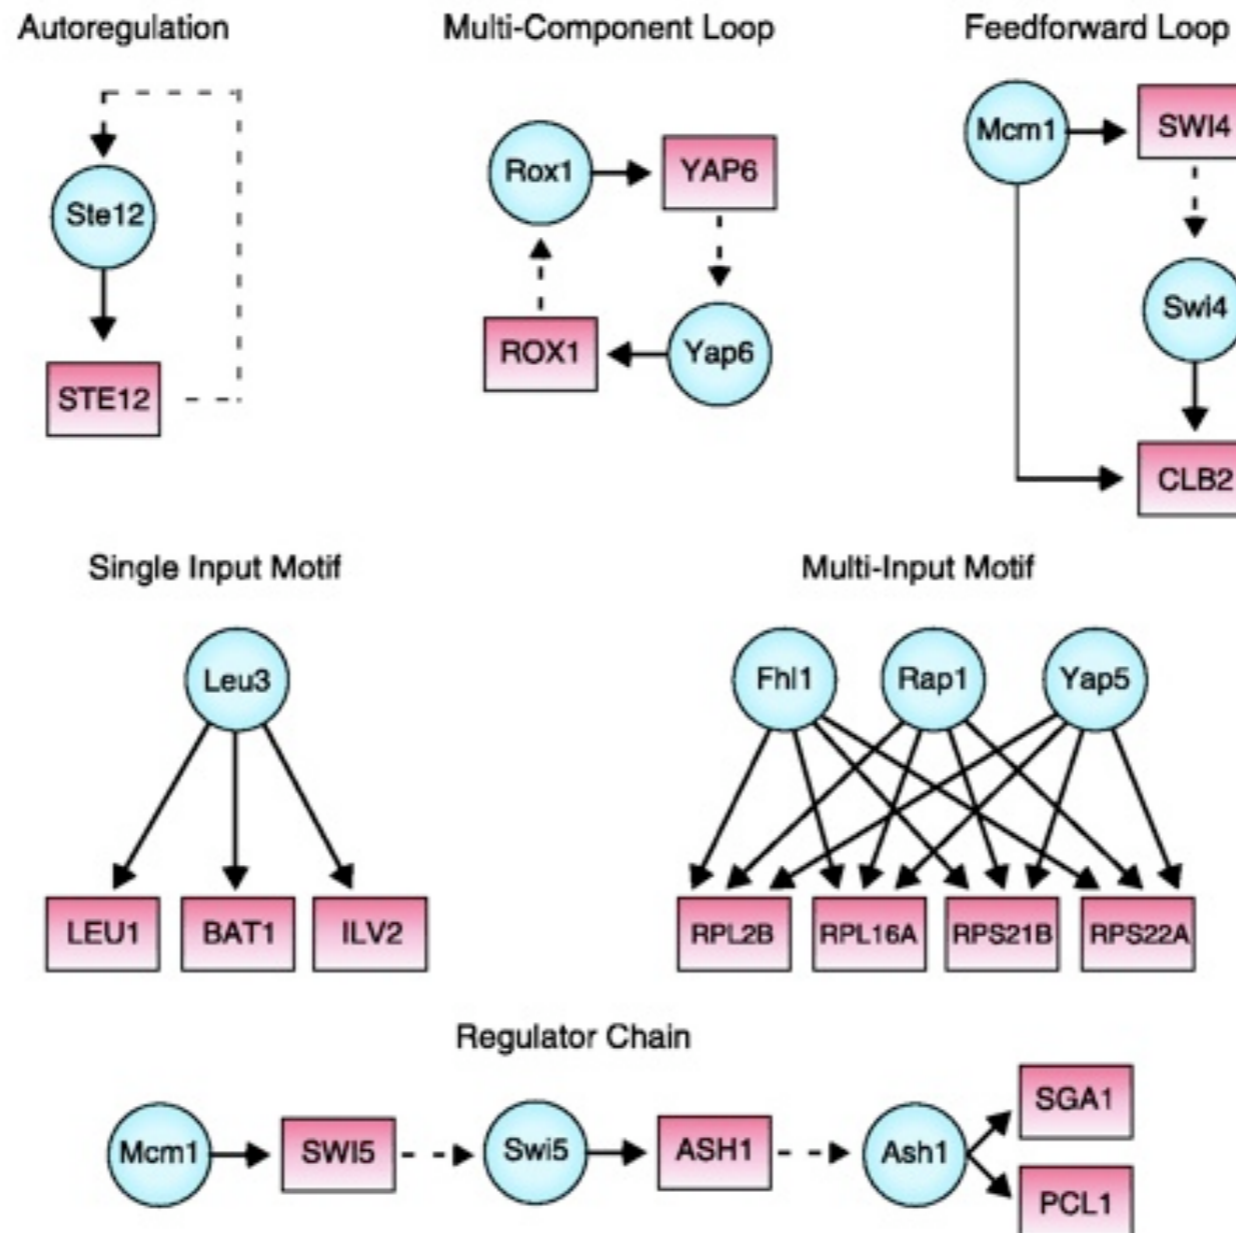 Autoregulation
Multi-Component Loop
Feedforward Loop
Ste12
STE12
Rox1
YAP6
ROX1
Yap6
Mcm1
SWI4
Swi4
CLB2
Single Input Motif
Multi-Input Motif
Leu3
LEU1
BAT1
ILV2
Fhl1
Rap1
Yap5
RPL2B
RPL16A
RPS21B
RPS22A
Regulator Chain
Mcm1
SWI5
Swi5
ASH1
Ash1
SGA1
PCL1